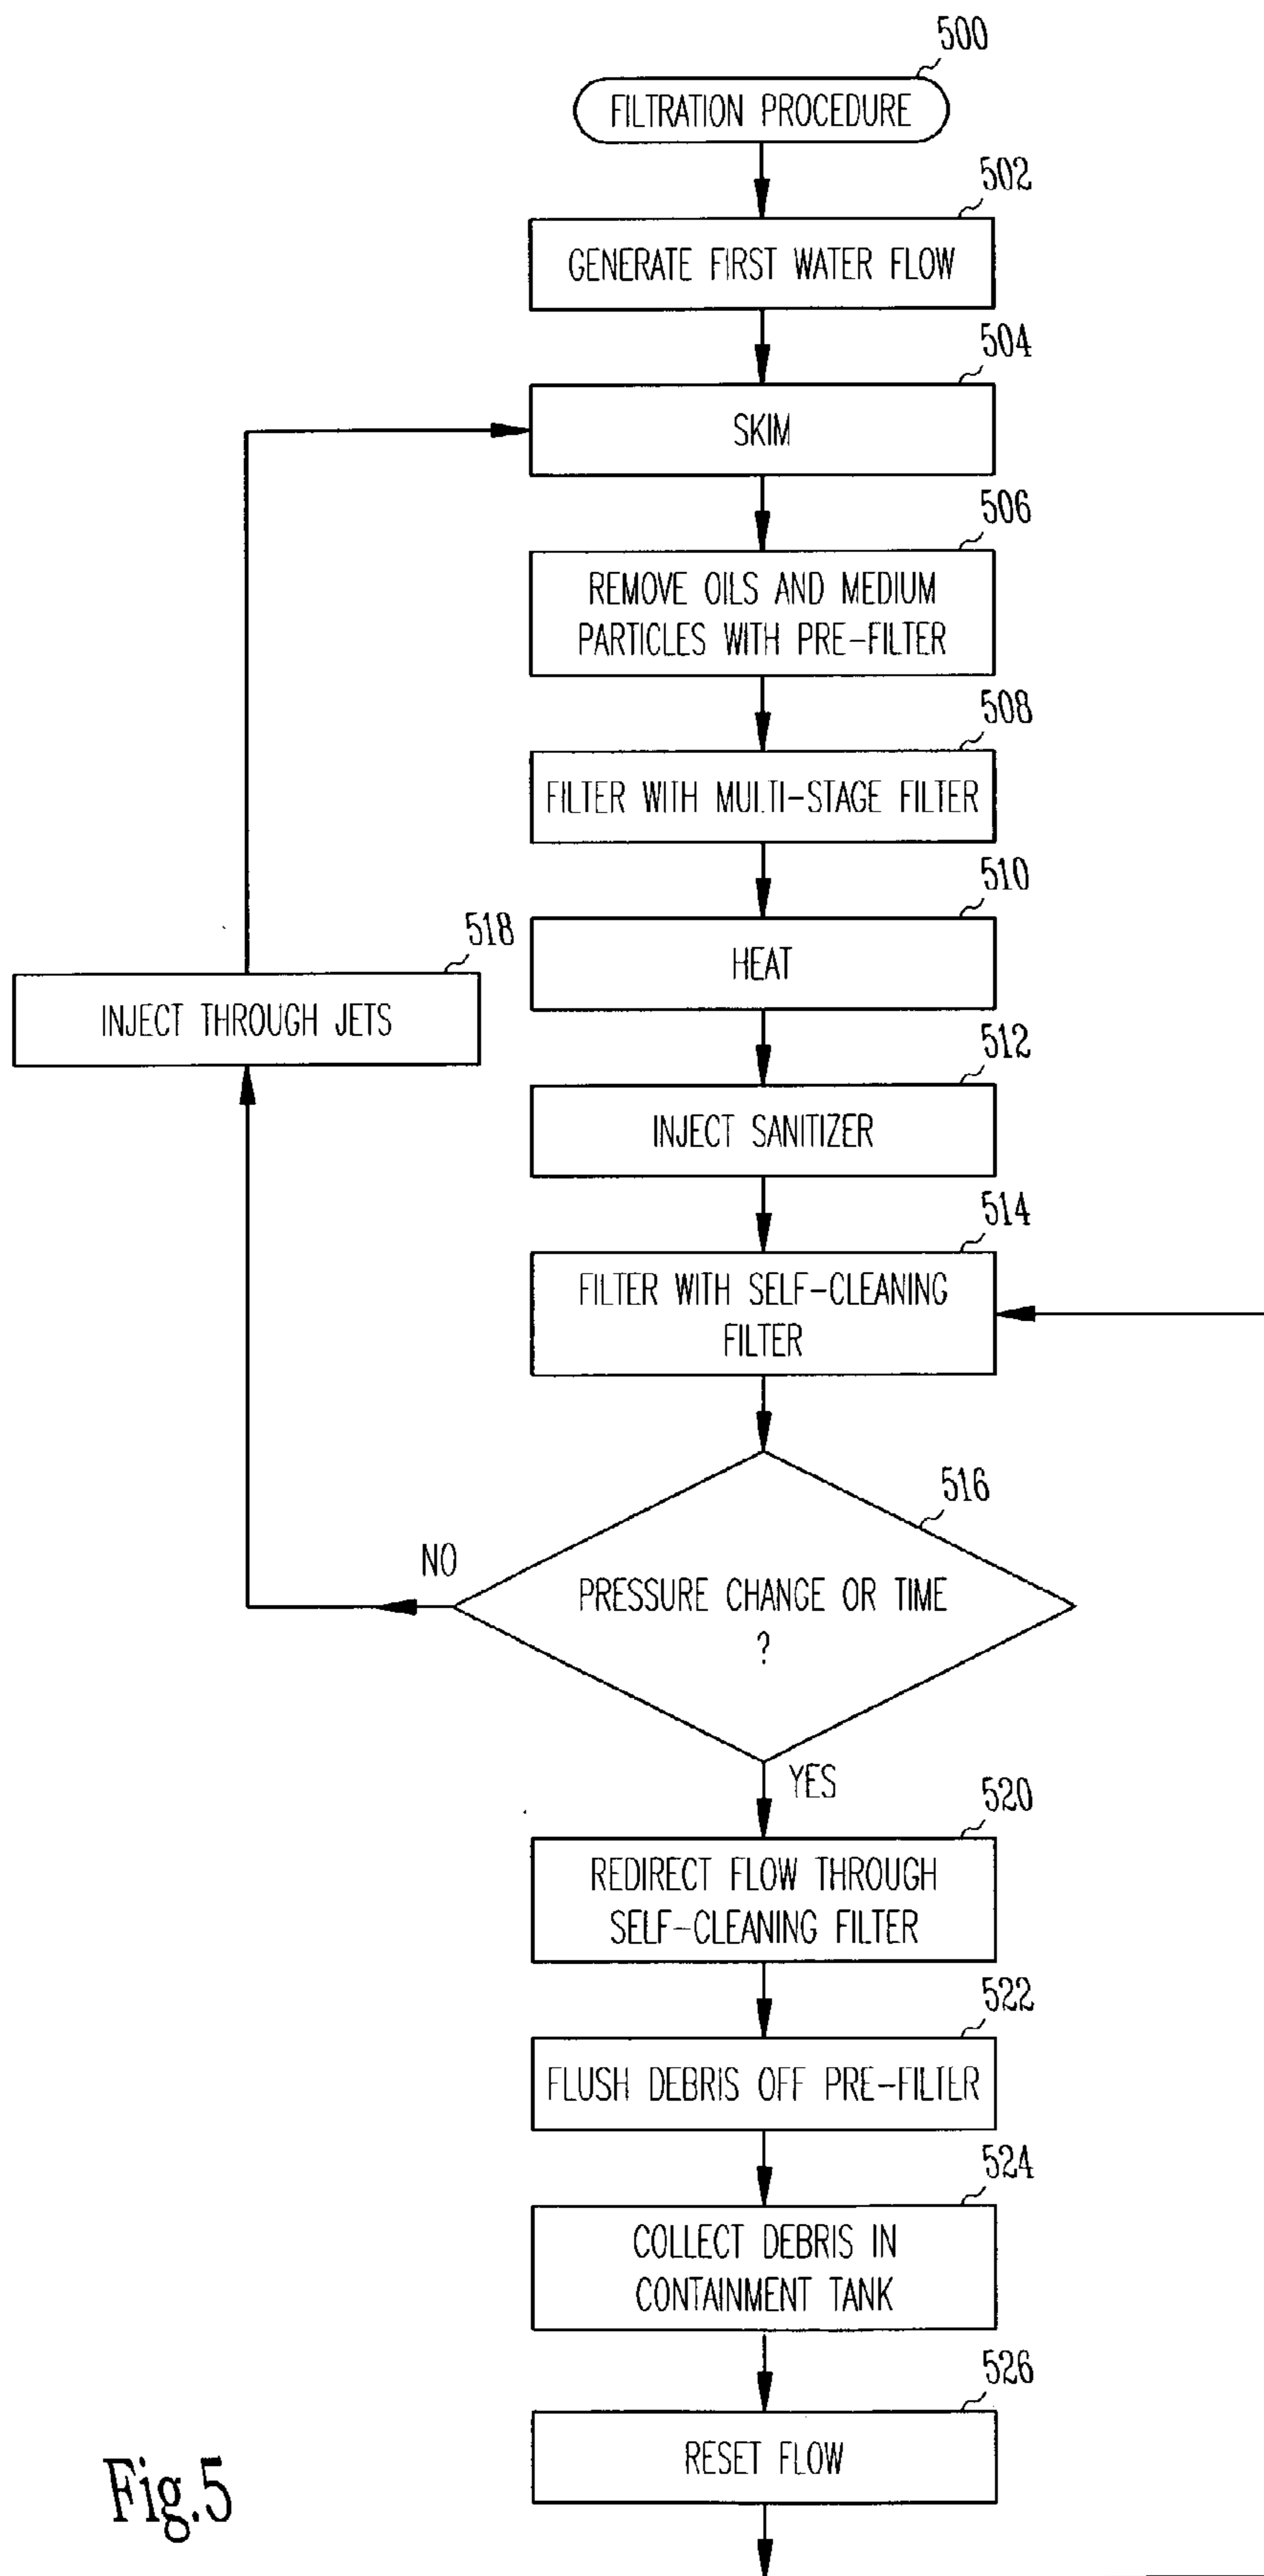 500
FILTRATION PROCEDURE
502
GENERATE FIRST WATER FLOW
504
SKIM
506
REMOVE OILS AND MEDIUM
PARTICLES WITH PRE-FILTER
508
FILTER WITH MULTI-STAGE FILTER
510
HEAT
518
INJECT THROUGH JETS
512
INJECT SANITIZER
514
FILTER WITH SELF-CLEANING
FILTER
516
NO
PRESSURE CHANGE OR TIME
?
YES
520
REDIRECT FLOW THROUGH
SELF-CLEANING FILTER
522
FLUSH DEBRIS OFF PRE-FILTER
524
COLLECT DEBRIS IN
CONTAINMENT TANK
526
RESET FLOW
Fig.5